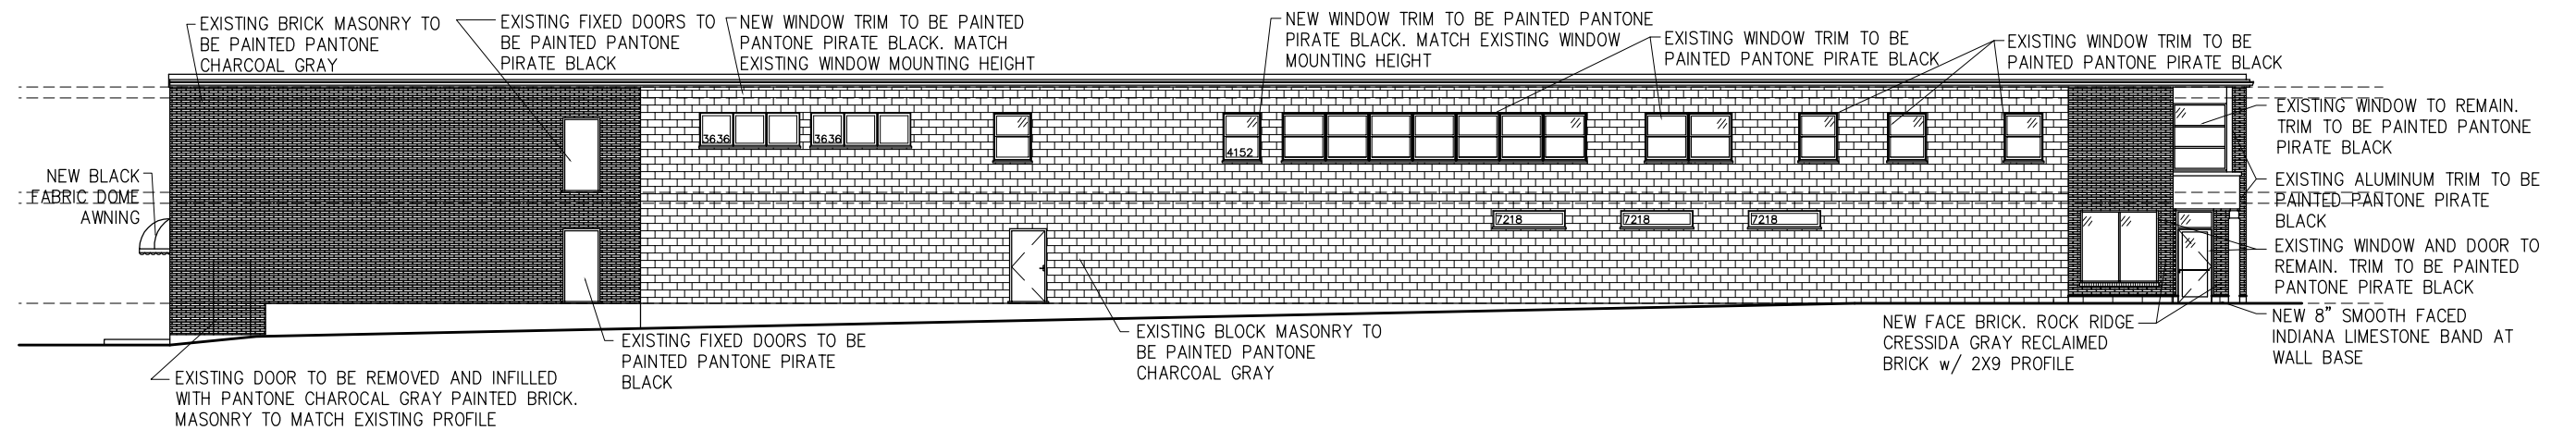 EXISTING BRICK MASONRY TO
BE PAINTED PANTONE
CHARCOAL GRAY
EXISTING FIXED DOORS TO
BE PAINTED PANTONE
PIRATE BLACK
NEW WINDOW TRIM TO BE PAINTED
PANTONE PIRATE BLACK. MATCH
EXISTING WINDOW MOUNTING HEIGHT
NEW WINDOW TRIM TO BE PAINTED PANTONE
PIRATE BLACK. MATCH EXISTING WINDOW
MOUNTING HEIGHT
EXISTING WINDOW TRIM TO BE
PAINTED PANTONE PIRATE BLACK
EXISTING WINDOW TRIM TO BE
PAINTED PANTONE PIRATE BLACK
EXISTING WINDOW TO REMAIN.
TRIM TO BE PAINTED PANTONE
PIRATE BLACK
3636
3636
4152
NEW BLACK
FABRIC DOME
AWNING
EXISTING ALUMINUM TRIM TO BE
PAINTED PANTONE PIRATE
BLACK
7218
7218
7218
EXISTING WINDOW AND DOOR TO
REMAIN. TRIM TO BE PAINTED
PANTONE PIRATE BLACK
NEW 8" SMOOTH FACED
INDIANA LIMESTONE BAND AT
WALL BASE
NEW FACE BRICK. ROCK RIDGE
CRESSIDA GRAY RECLAIMED
BRICK w/ 2X9 PROFILE
EXISTING BLOCK MASONRY TO
BE PAINTED PANTONE
CHARCOAL GRAY
EXISTING FIXED DOORS TO BE
PAINTED PANTONE PIRATE
BLACK
EXISTING DOOR TO BE REMOVED AND INFILLED
WITH PANTONE CHAROCAL GRAY PAINTED BRICK.
MASONRY TO MATCH EXISTING PROFILE